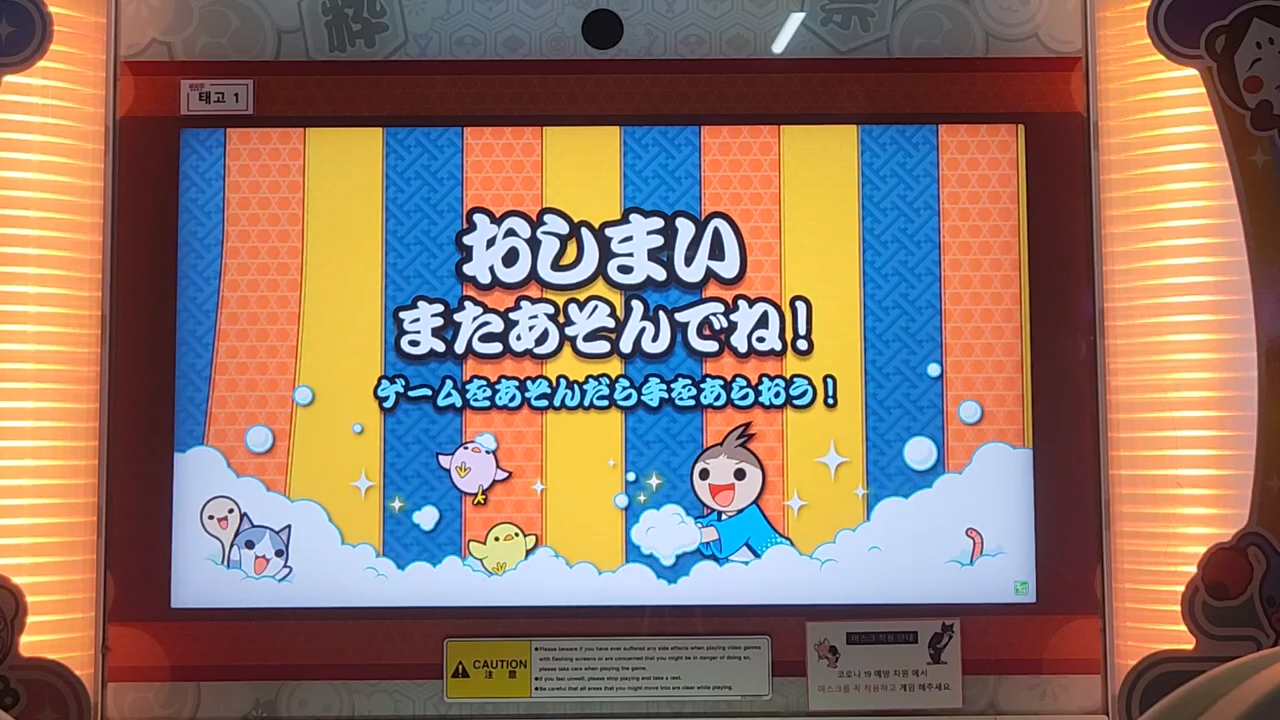 태고 1
おしまい
またあそんでね！
ゲームをあそんだら手をあらおう！
CAUTION
注意
●Please beware if you have ever suffered any side effects when playing video games
with flashing screens or are concerned that you might be in danger of doing so,
please take care when playing the game.
●If you feel unwell, please stop playing and take a rest.
●Be careful that all areas that you might move into are clear while playing.
마스크 착용 안내
코로나 19 예방 차원 에서
마스크를 꼭 착용하고 게임 해주세요.